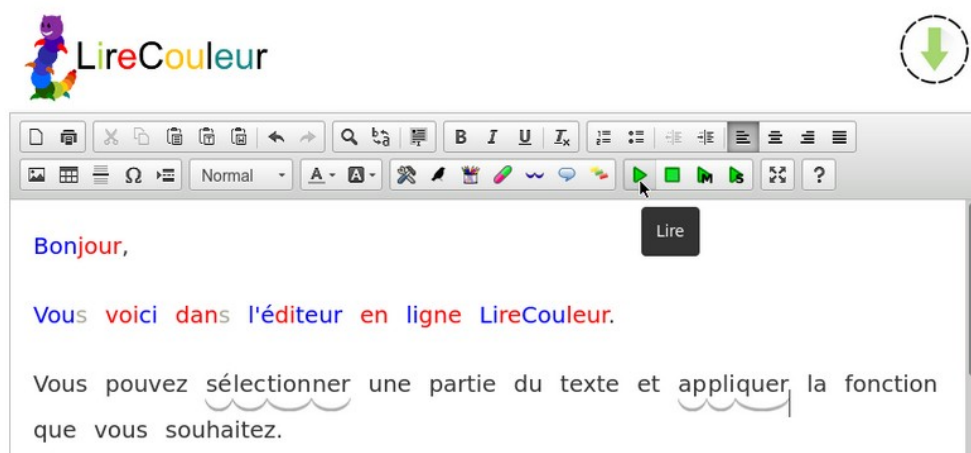 LireCouleur
Normal
Lire
Bonjour,
Vous voici dans l'éditeur en ligne LireCouleur.
Vous pouvez sélectionner une partie du texte et appliquer la fonction
que vous souhaitez.